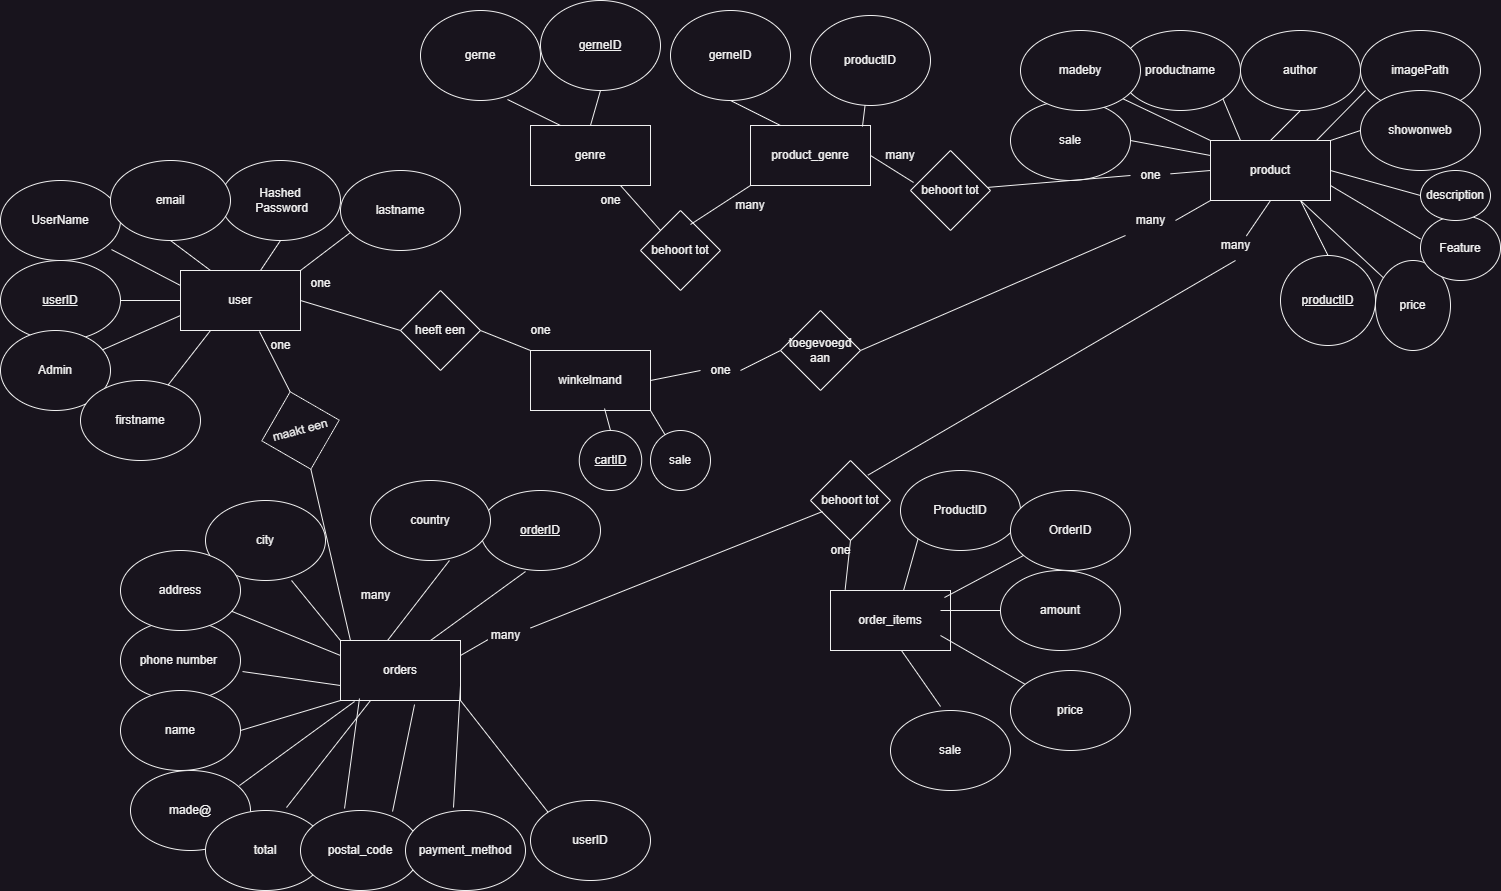 gerne
gerneID
gerneID
productID
madeby
productname
author
imagePath
sale
showonweb
genre
product_genre
many
behoort tot
one
product
description
Feature
productID
price
UserName
email
Hashed
Password
lastname
userID
user
one
Admin
firstname
one
one
behoort tot
many
many
many
heeft een
one
winkelmand
one
toegevoegd
aan
cartID
sale
maakt een
city
country
orderID
address
many
phone number
orders
many
name
made@
total
postal_code
payment_method
userID
behoort tot
one
ProductID
OrderID
order_items
amount
price
sale